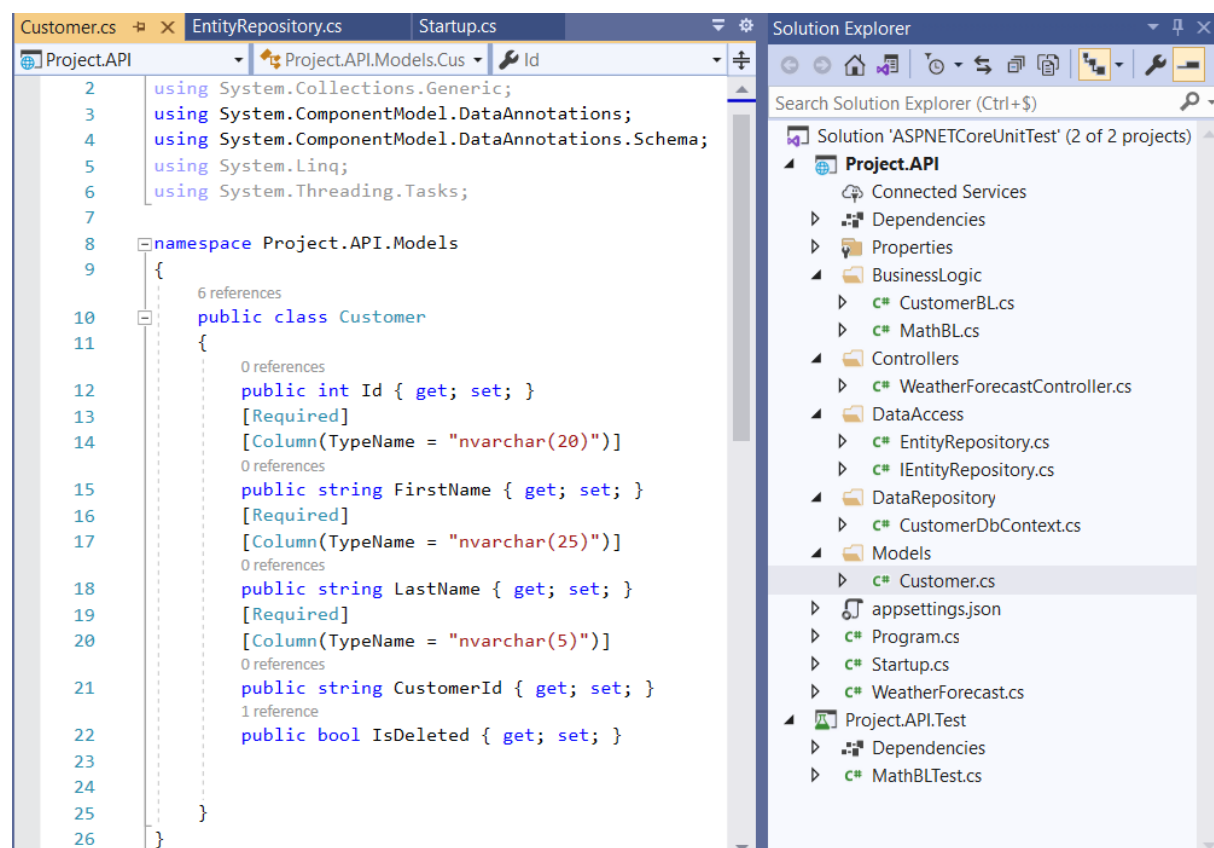 Customer.cs EntityRepository.cs Startup.cs
Project.API Project.API.Models.Cus Id
2 using System.Collections.Generic;
3 using System.ComponentModel.DataAnnotations;
4 using System.ComponentModel.DataAnnotations.Schema;
5 using System.Linq;
6 using System.Threading.Tasks;
7
8 namespace Project.API.Models
9 {
6 references
10 public class Customer
11 {
0 references
12 public int Id { get; set; }
13 [Required]
14 [Column(TypeName = "nvarchar(20)")]
0 references
15 public string FirstName { get; set; }
16 [Required]
17 [Column(TypeName = "nvarchar(25)")]
0 references
18 public string LastName { get; set; }
19 [Required]
20 [Column(TypeName = "nvarchar(5)")]
0 references
21 public string CustomerId { get; set; }
1 reference
22 public bool IsDeleted { get; set; }
23
24
25 }
26 }
Solution Explorer
Search Solution Explorer (Ctrl+$)
Solution 'ASPNETCoreUnitTest' (2 of 2 projects)
Project.API
Connected Services
Dependencies
Properties
BusinessLogic
C# CustomerBL.cs
C# MathBL.cs
Controllers
C# WeatherForecastController.cs
DataAccess
C# EntityRepository.cs
C# IEntityRepository.cs
DataRepository
C# CustomerDbContext.cs
Models
C# Customer.cs
appsettings.json
C# Program.cs
C# Startup.cs
C# WeatherForecast.cs
Project.API.Test
Dependencies
C# MathBLTest.cs